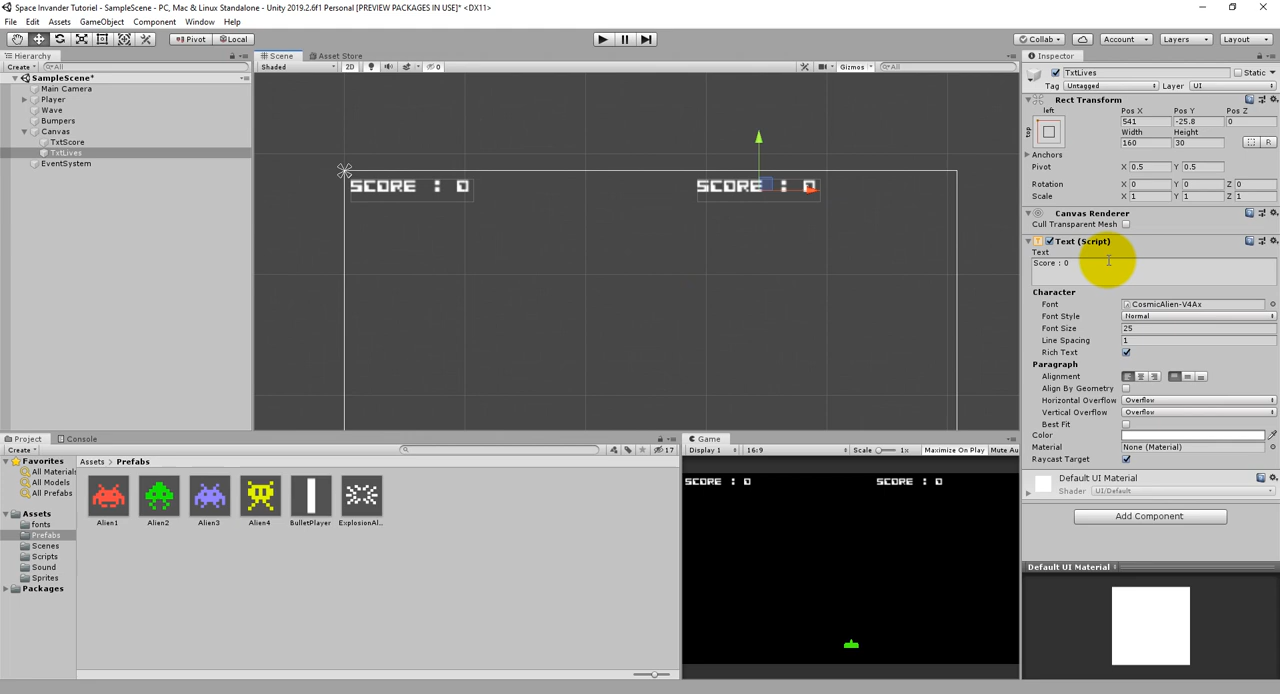 Space Invander Tutoriel - SampleScene - PC, Mac & Linux Standalone - Unity 2019.2.6f1 Personal [PREVIEW PACKAGES IN USE]* <DX11>
File Edit Assets GameObject Component Window Help
Pivot Local Collab Account Layers Layout
Hierarchy
Create All
SampleScene*
Main Camera
Player
Wave
Bumpers
Canvas
TxtScore
TxtLives
EventSystem
Scene Asset Store
Shaded 2D 0 Gizmos All
SCORE : 0 SCORE : 0
Project Console
Create 17
Favorites
All Materials
All Models
All Prefabs
Assets
fonts
Prefabs
Scenes
Scripts
Sound
Sprites
Packages
Assets > Prefabs
Alien1 Alien2 Alien3 Alien4 BulletPlayer ExplosionAl...
Game
Display 1 16:9 Scale 1x Maximize On Play Mute Au
SCORE : 0 SCORE : 0
Inspector
TxtLives Static
Tag Untagged Layer UI
Rect Transform
left Pos X Pos Y Pos Z
top 541 -25.8 0
Width Height
160 30 R
Anchors
Pivot X 0.5 Y 0.5
Rotation X 0 Y 0 Z 0
Scale X 1 Y 1 Z 1
Canvas Renderer
Cull Transparent Mesh
Text (Script)
Text
Score : 0
Character
Font CosmicAlien-V4Ax
Font Style Normal
Font Size 25
Line Spacing 1
Rich Text
Paragraph
Alignment
Align By Geometry
Horizontal Overflow Overflow
Vertical Overflow Overflow
Best Fit
Color
Material None (Material)
Raycast Target
Default UI Material
Shader UI/Default
Add Component
Default UI Material